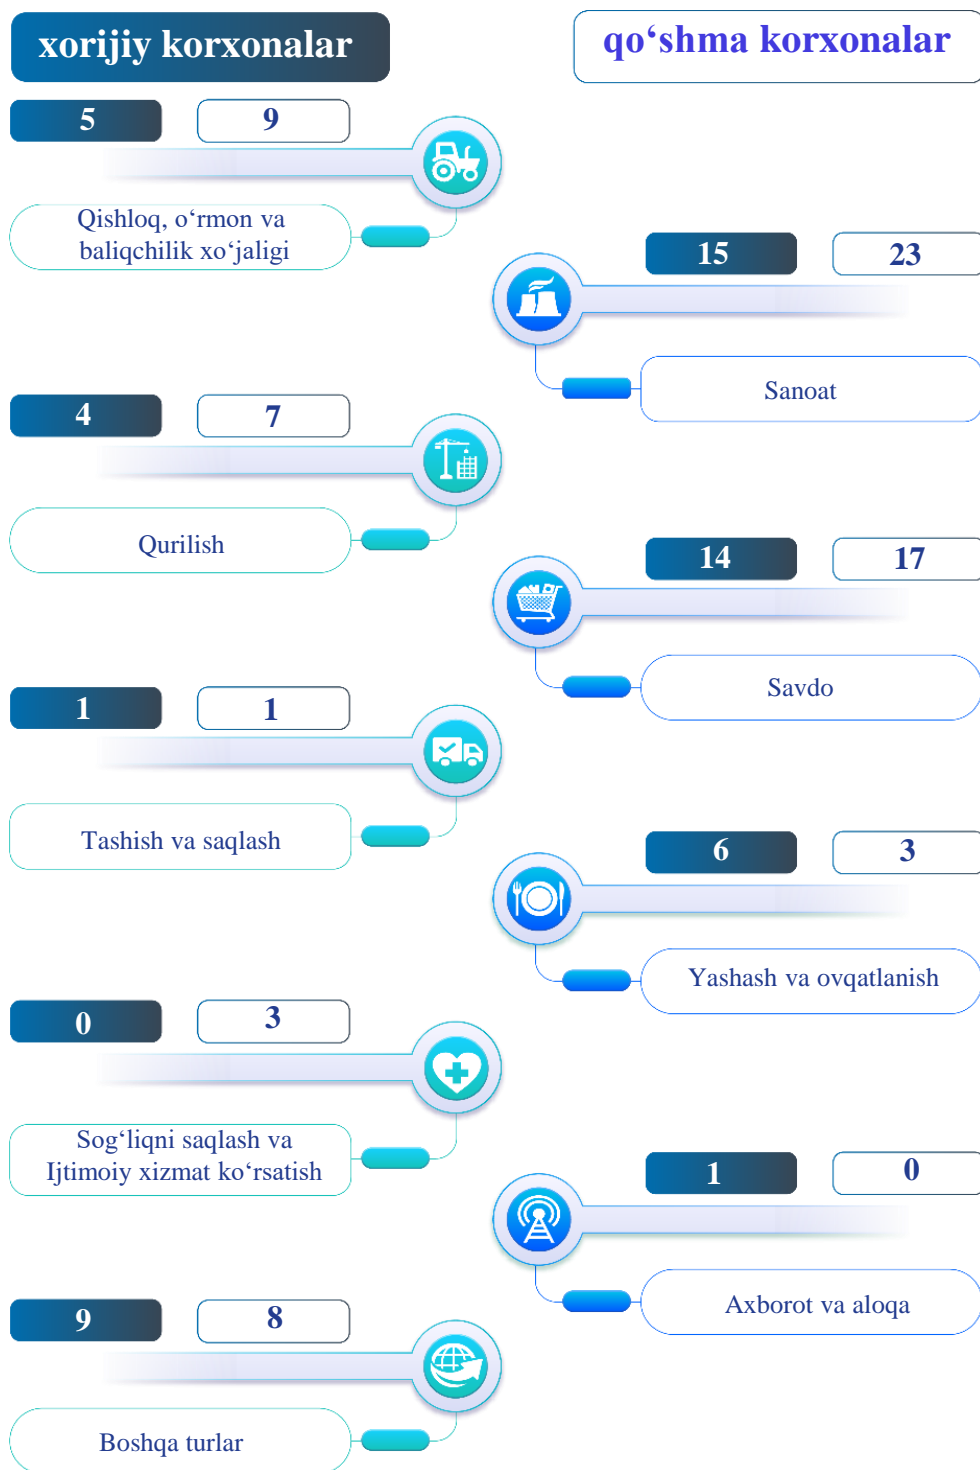 xorijiy korxonalar
qo‘shma korxonalar
5
9
Qishloq, o‘rmon va
baliqchilik xo‘jaligi
15
23
Sanoat
4
7
Qurilish
14
17
Savdo
1
1
Tashish va saqlash
6
3
Yashash va ovqatlanish
0
3
Sog‘liqni saqlash va
Ijtimoiy xizmat ko‘rsatish
1
0
Axborot va aloqa
9
8
Boshqa turlar